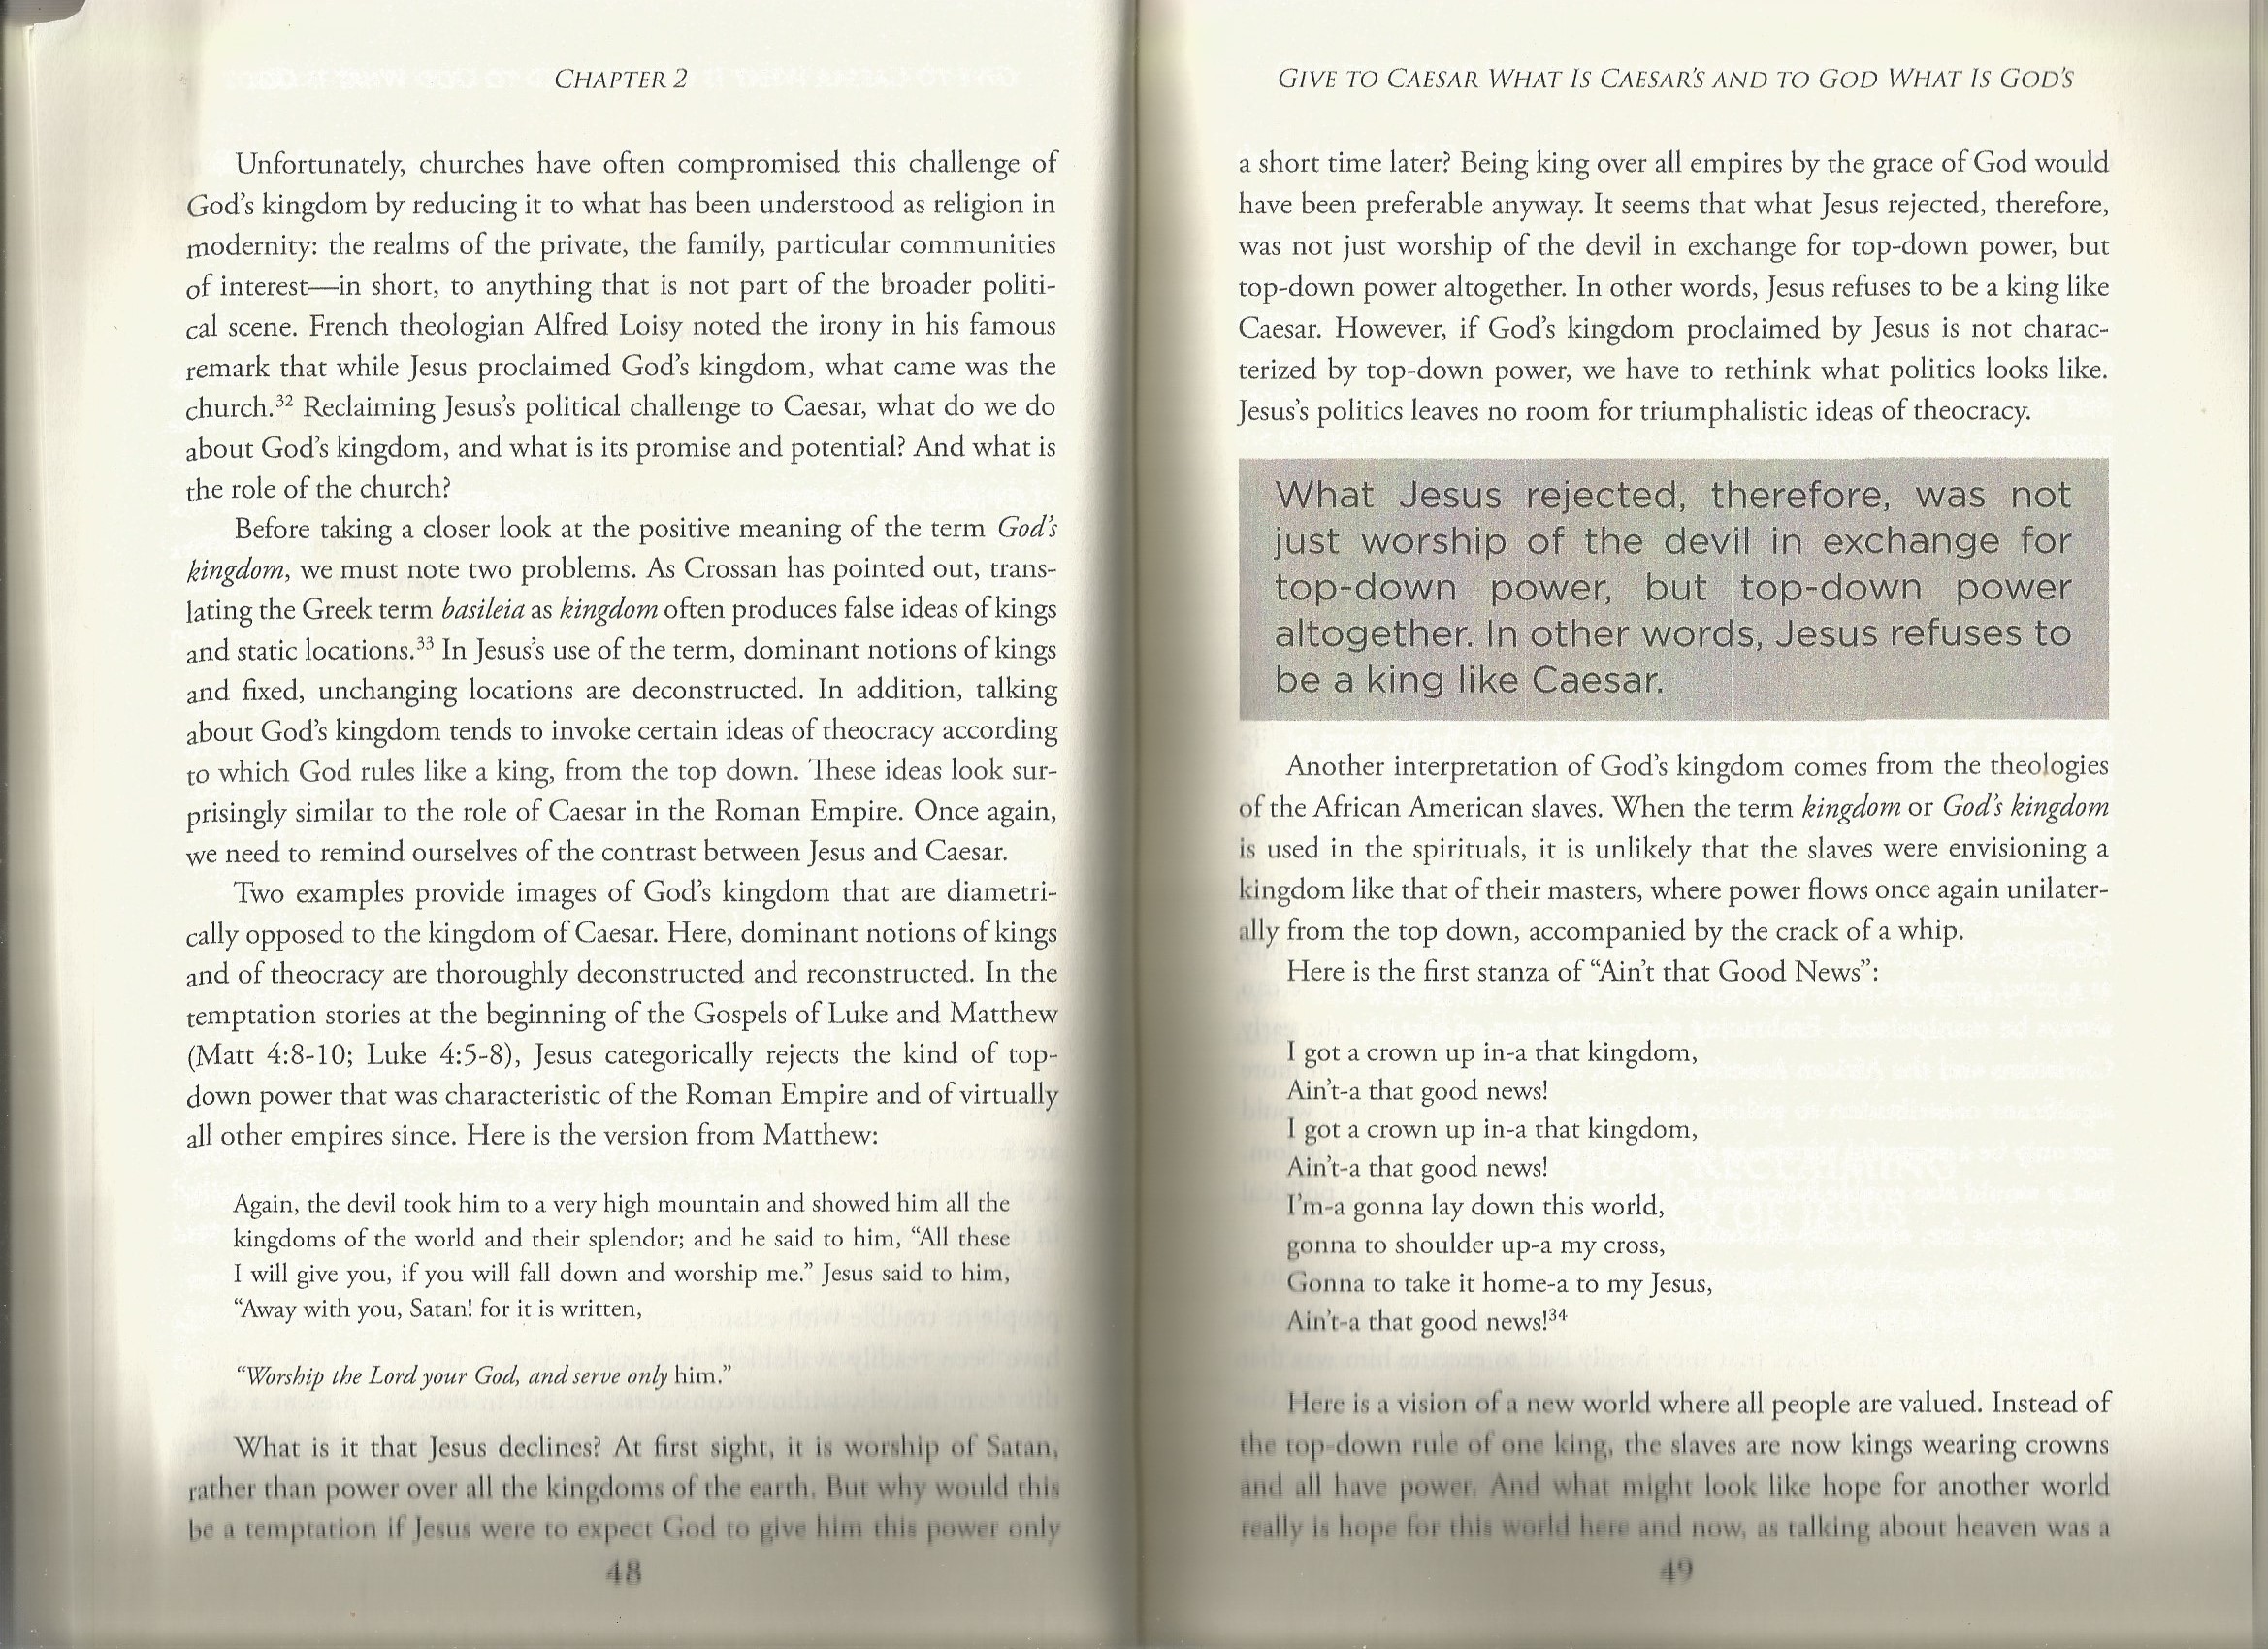 CHAPTER 2
Unfortunately, churches have often compromised this challenge of
God's kingdom by reducing it to what has been understood as religion in
modernity: the realms of the private, the family, particular communities
of interest—in short, to anything that is not part of the broader politi-
cal scene. French theologian Alfred Loisy noted the irony in his famous
remark that while Jesus proclaimed God's kingdom, what came was the
church.³² Reclaiming Jesus's political challenge to Caesar, what do we do
about God's kingdom, and what is its promise and potential? And what is
the role of the church?
Before taking a closer look at the positive meaning of the term God's
kingdom, we must note two problems. As Crossan has pointed out, trans-
lating the Greek term basileia as kingdom often produces false ideas of kings
and static locations.³³ In Jesus's use of the term, dominant notions of kings
and fixed, unchanging locations are deconstructed. In addition, talking
about God's kingdom tends to invoke certain ideas of theocracy according
to which God rules like a king, from the top down. These ideas look sur-
prisingly similar to the role of Caesar in the Roman Empire. Once again,
we need to remind ourselves of the contrast between Jesus and Caesar.
Two examples provide images of God's kingdom that are diametri-
cally opposed to the kingdom of Caesar. Here, dominant notions of kings
and of theocracy are thoroughly deconstructed and reconstructed. In the
temptation stories at the beginning of the Gospels of Luke and Matthew
(Matt 4:8-10; Luke 4:5-8), Jesus categorically rejects the kind of top-
down power that was characteristic of the Roman Empire and of virtually
all other empires since. Here is the version from Matthew:
Again, the devil took him to a very high mountain and showed him all the
kingdoms of the world and their splendor; and he said to him, “All these
I will give you, if you will fall down and worship me.” Jesus said to him,
“Away with you, Satan! for it is written,
“Worship the Lord your God, and serve only him.”
What is it that Jesus declines? At first sight, it is worship of Satan,
rather than power over all the kingdoms of the earth. But why would this
be a temptation if Jesus were to expect God to give him this power only
48
GIVE TO CAESAR WHAT IS CAESAR'S AND TO GOD WHAT IS GOD'S
a short time later? Being king over all empires by the grace of God would
have been preferable anyway. It seems that what Jesus rejected, therefore,
was not just worship of the devil in exchange for top-down power, but
top-down power altogether. In other words, Jesus refuses to be a king like
Caesar. However, if God's kingdom proclaimed by Jesus is not charac-
terized by top-down power, we have to rethink what politics looks like.
Jesus's politics leaves no room for triumphalistic ideas of theocracy.
What Jesus rejected, therefore, was not
just worship of the devil in exchange for
top-down power, but top-down power
altogether. In other words, Jesus refuses to
be a king like Caesar.
Another interpretation of God's kingdom comes from the theologies
of the African American slaves. When the term kingdom or God's kingdom
is used in the spirituals, it is unlikely that the slaves were envisioning a
kingdom like that of their masters, where power flows once again unilater-
ally from the top down, accompanied by the crack of a whip.
Here is the first stanza of “Ain't that Good News”:
I got a crown up in-a that kingdom,
Ain't-a that good news!
I got a crown up in-a that kingdom,
Ain't-a that good news!
I'm-a gonna lay down this world,
gonna to shoulder up-a my cross,
Gonna to take it home-a to my Jesus,
Ain't-a that good news!³⁴
Here is a vision of a new world where all people are valued. Instead of
the top-down rule of one king, the slaves are now kings wearing crowns
and all have power. And what might look like hope for another world
really is hope for this world here and now, as talking about heaven was a
49